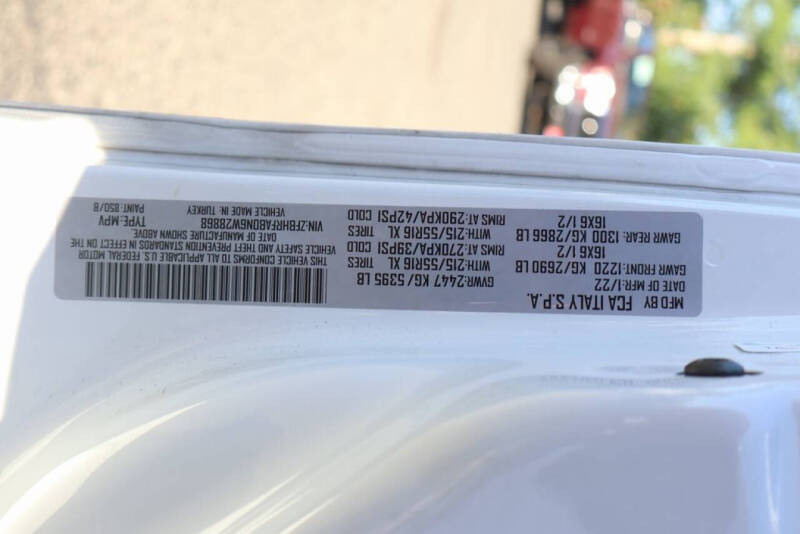 MFD BY FCA ITALY S.P.A.
DATE OF MFR:1/22 GVWR:2447 KG/ 5395 LB
GAWR FRONT:1220 KG/2690 LB WITH:215/55R16 XL TIRES
16X6 1/2 RIMS AT:270KPA/39PSI COLD
GAWR REAR: 1300 KG/2866 LB WITH:215/55R16 XL TIRES
16X6 1/2 RIMS AT:290KPA/42PSI COLD
THIS VEHICLE CONFORMS TO ALL APPLICABLE U.S. FEDERAL MOTOR
VEHICLE SAFETY AND THEFT PREVENTION STANDARDS IN EFFECT ON THE
DATE OF MANUFACTURE SHOWN ABOVE
VIN:ZFBHRFAB0N6W28868 TYPE:MPV
VEHICLE MADE IN: TURKEY PAINT: 850/B